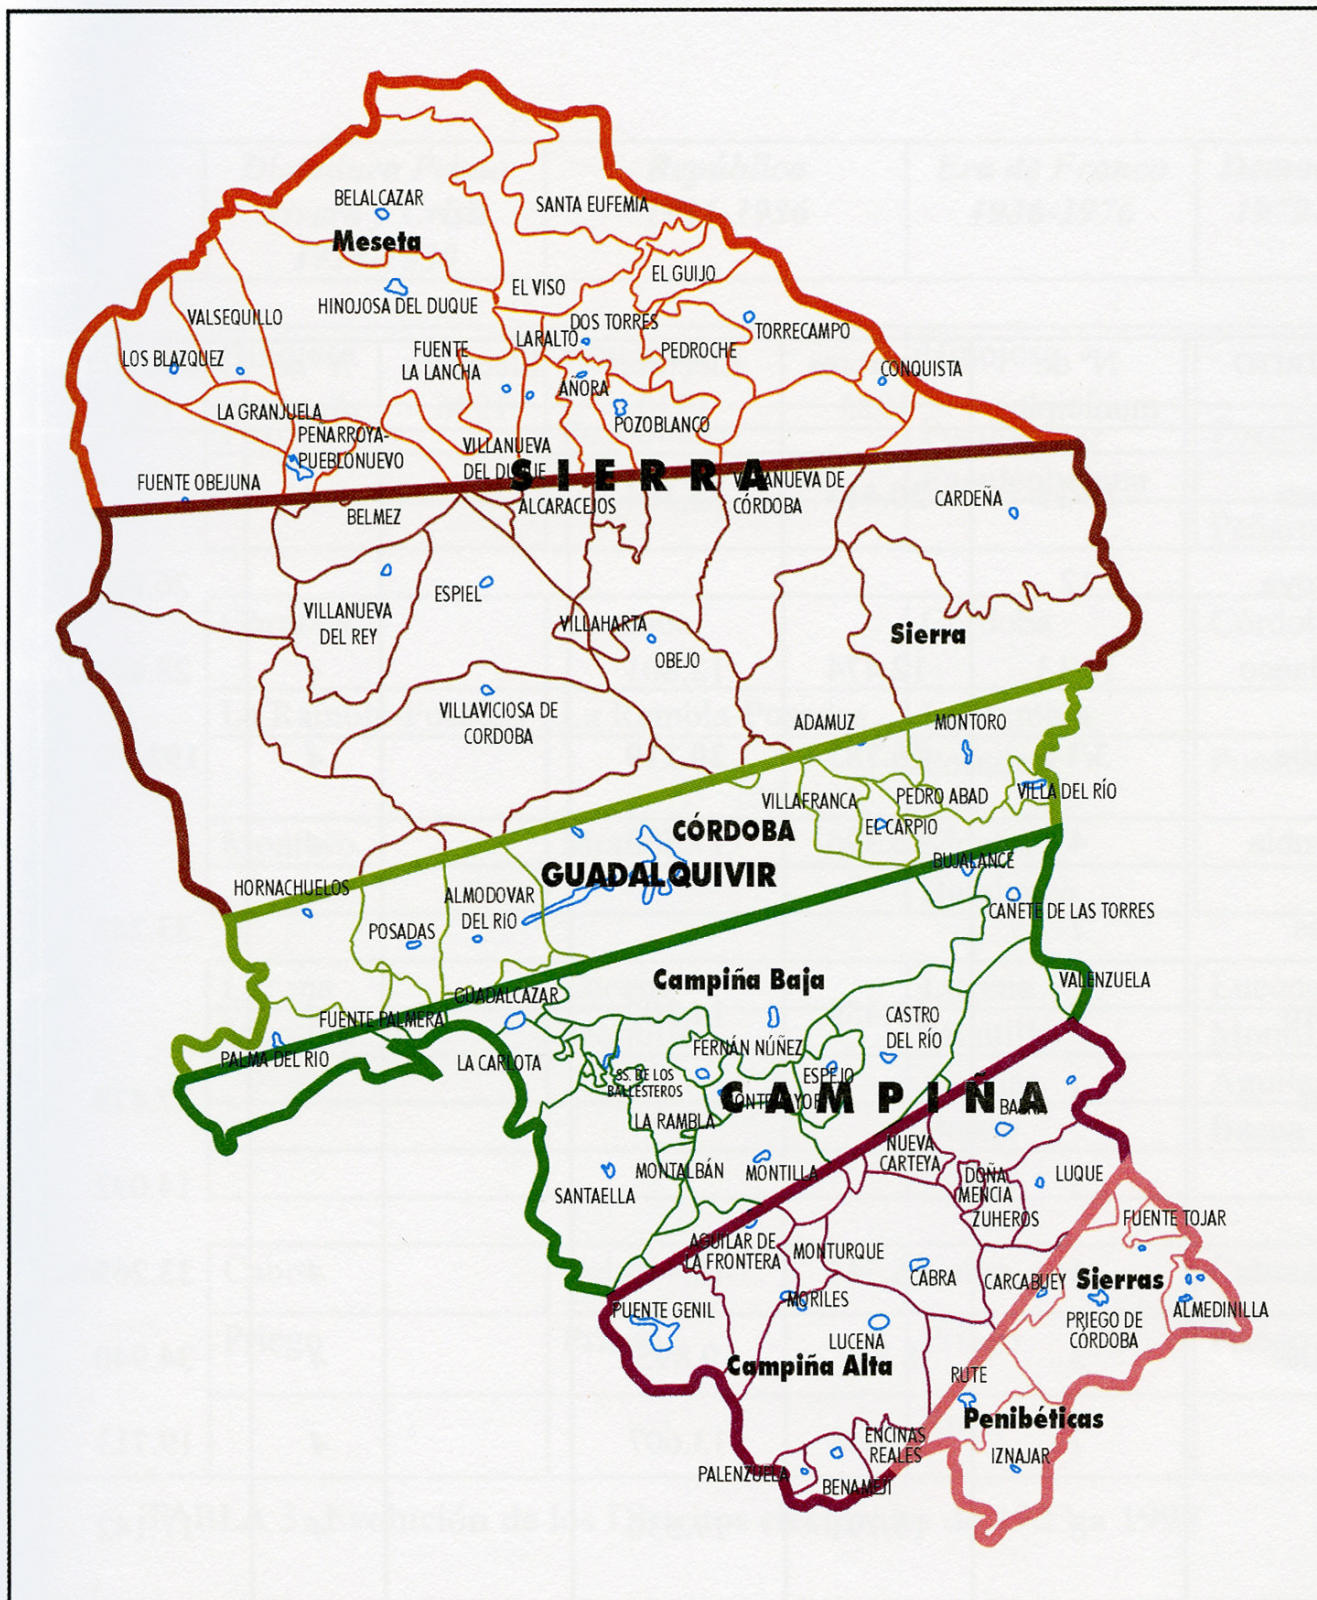 BELALCAZAR
SANTA EUFEMIA
Meseta
EL GUIJO
EL VISO
HINOJOSA DEL DUQUE
VALSEQUILLO
DOS TORRES
TORRECAMPO
LARALTO
FUENTE
LA LANCHA
PEDROCHE
LOS BLAZQUEZ
CONQUISTA
AÑORA
LA GRANJUELA
POZOBLANCO
PENARROYA-
PUEBLONUEVO
VILLANUEVA
DEL DUQUE
SIERRA
FUENTE OBEJUNA
VILLANUEVA DE
CÓRDOBA
CARDEÑA
BELMEZ
ALCARACEJOS
ESPIEL
VILLANUEVA
DEL REY
VILLAHARTA
Sierra
OBEJO
VILLAVICIOSA DE
CORDOBA
ADAMUZ
MONTORO
VILLAFRANCA
PEDRO ABAD
VILLA DEL RÍO
CÓRDOBA
EL CARPIO
BUJALANCE
GUADALQUIVIR
HORNACHUELOS
ALMODOVAR
DEL RIO
CAÑETE DE LAS TORRES
POSADAS
Campiña Baja
VALENZUELA
GUADALCAZAR
FUENTE PALMERA
CASTRO
DEL RÍO
PALMA DEL RIO
LA CARLOTA
FERNÁN NÚÑEZ
ESPEJO
SS. DE LOS
BALLESTEROS
CAMPIÑA
LA RAMBLA
NUEVA
CARTEYA
MONTALBÁN
MONTILLA
DOÑA
MENCIA
LUQUE
SANTAELLA
ZUHEROS
FUENTE TOJAR
AGUILAR DE
LA FRONTERA
MONTURQUE
CABRA
CARCABUEY
Sierras
PUENTE GENIL
MORILES
PRIEGO DE
CÓRDOBA
ALMEDINILLA
LUCENA
Campiña Alta
RUTE
Penibéticas
ENCINAS
REALES
IZNAJAR
PALENZUELA
BENAMEJI